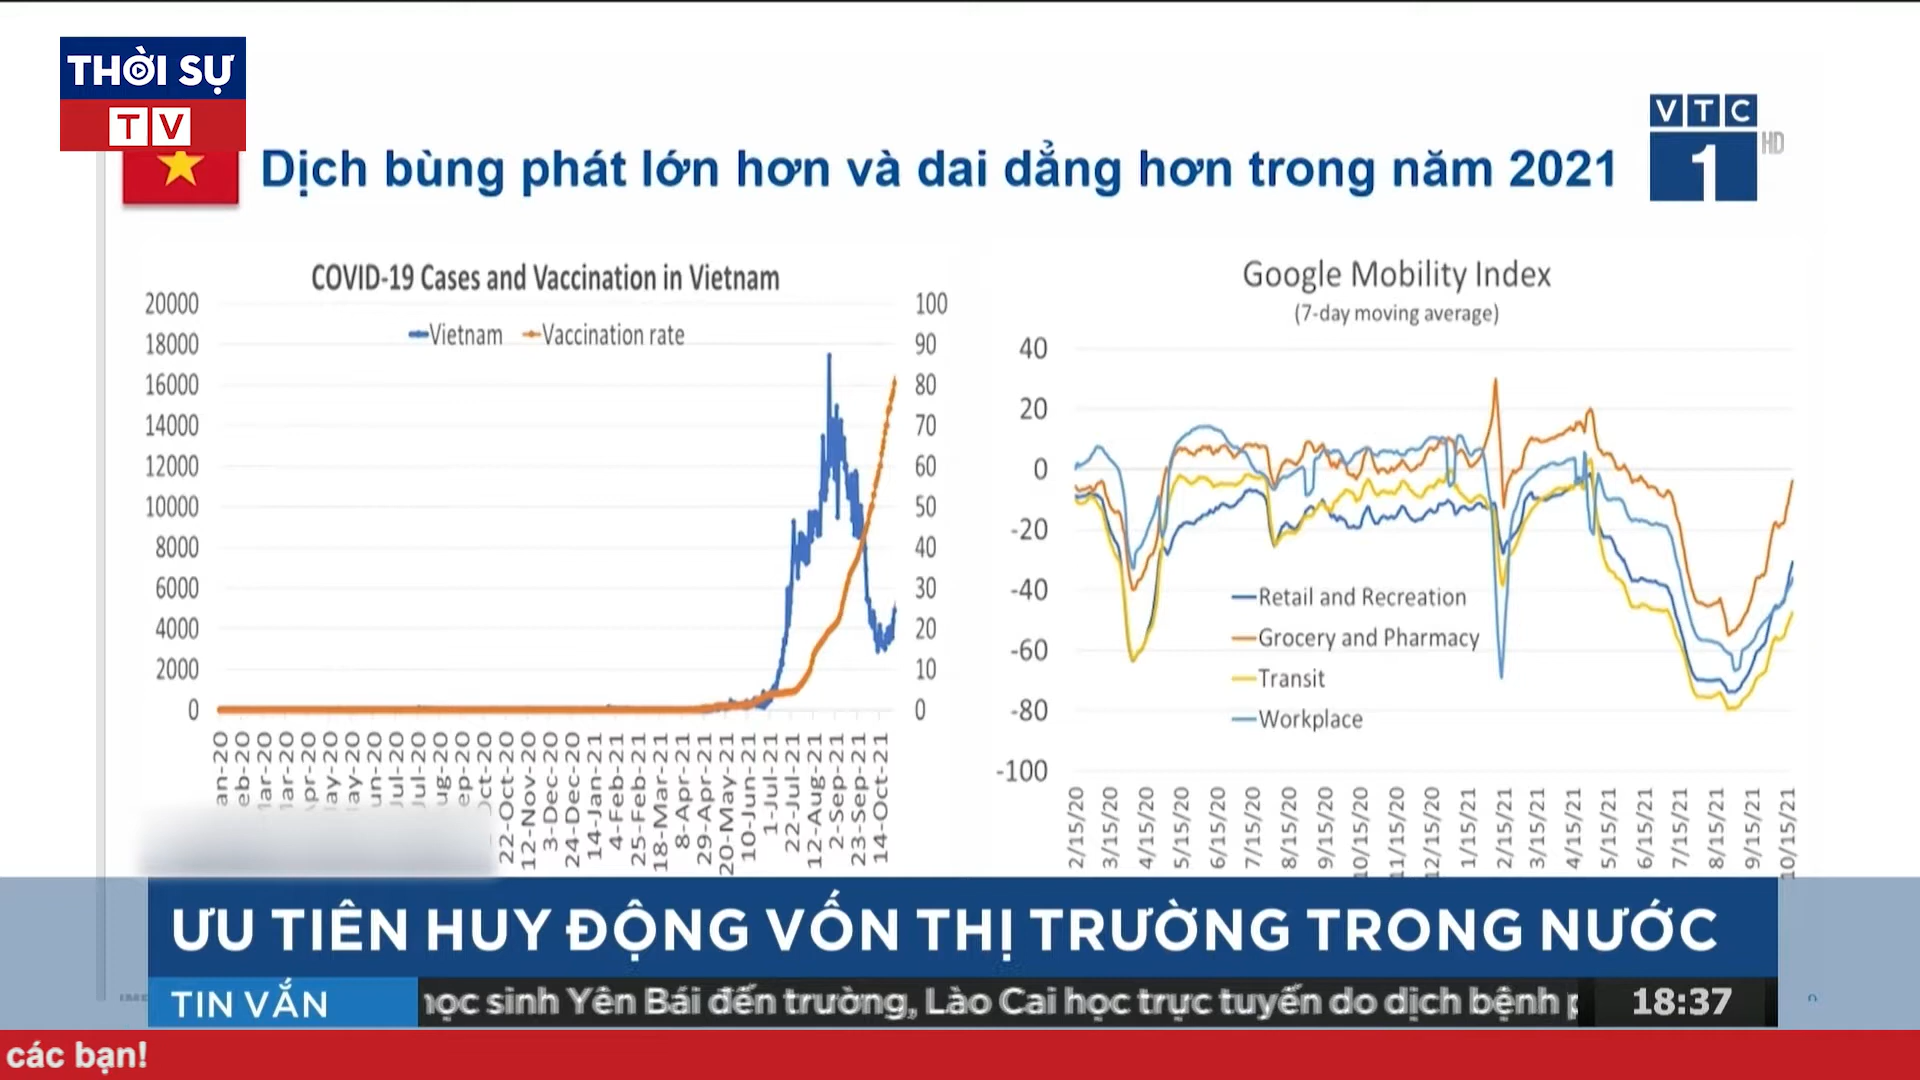 THỜI SỰ
TV
VTC
1
HD
Dịch bùng phát lớn hơn và dai dẳng hơn trong năm 2021
COVID-19 Cases and Vaccination in Vietnam
Vietnam Vaccination rate
20000
18000
16000
14000
12000
10000
8000
6000
4000
2000
0
100
90
80
70
60
50
40
30
20
10
0
22-Oct-20
12-Nov-20
3-Dec-20
24-Dec-20
14-Jan-21
4-Feb-21
25-Feb-21
18-Mar-21
8-Apr-21
29-Apr-21
20-May-21
10-Jun-21
1-Jul-21
22-Jul-21
12-Aug-21
2-Sep-21
23-Sep-21
14-Oct-21
Google Mobility Index
(7-day moving average)
40
20
0
-20
-40
-60
-80
-100
Retail and Recreation
Grocery and Pharmacy
Transit
Workplace
2/15/20
3/15/20
4/15/20
5/15/20
6/15/20
7/15/20
8/15/20
9/15/20
10/15/20
11/15/20
12/15/20
1/15/21
2/15/21
3/15/21
4/15/21
5/15/21
6/15/21
7/15/21
8/15/21
9/15/21
10/15/21
ƯU TIÊN HUY ĐỘNG VỐN THỊ TRƯỜNG TRONG NƯỚC
TIN VẮN
học sinh Yên Bái đến trường, Lào Cai học trực tuyến do dịch bệnh
18:37
các bạn!